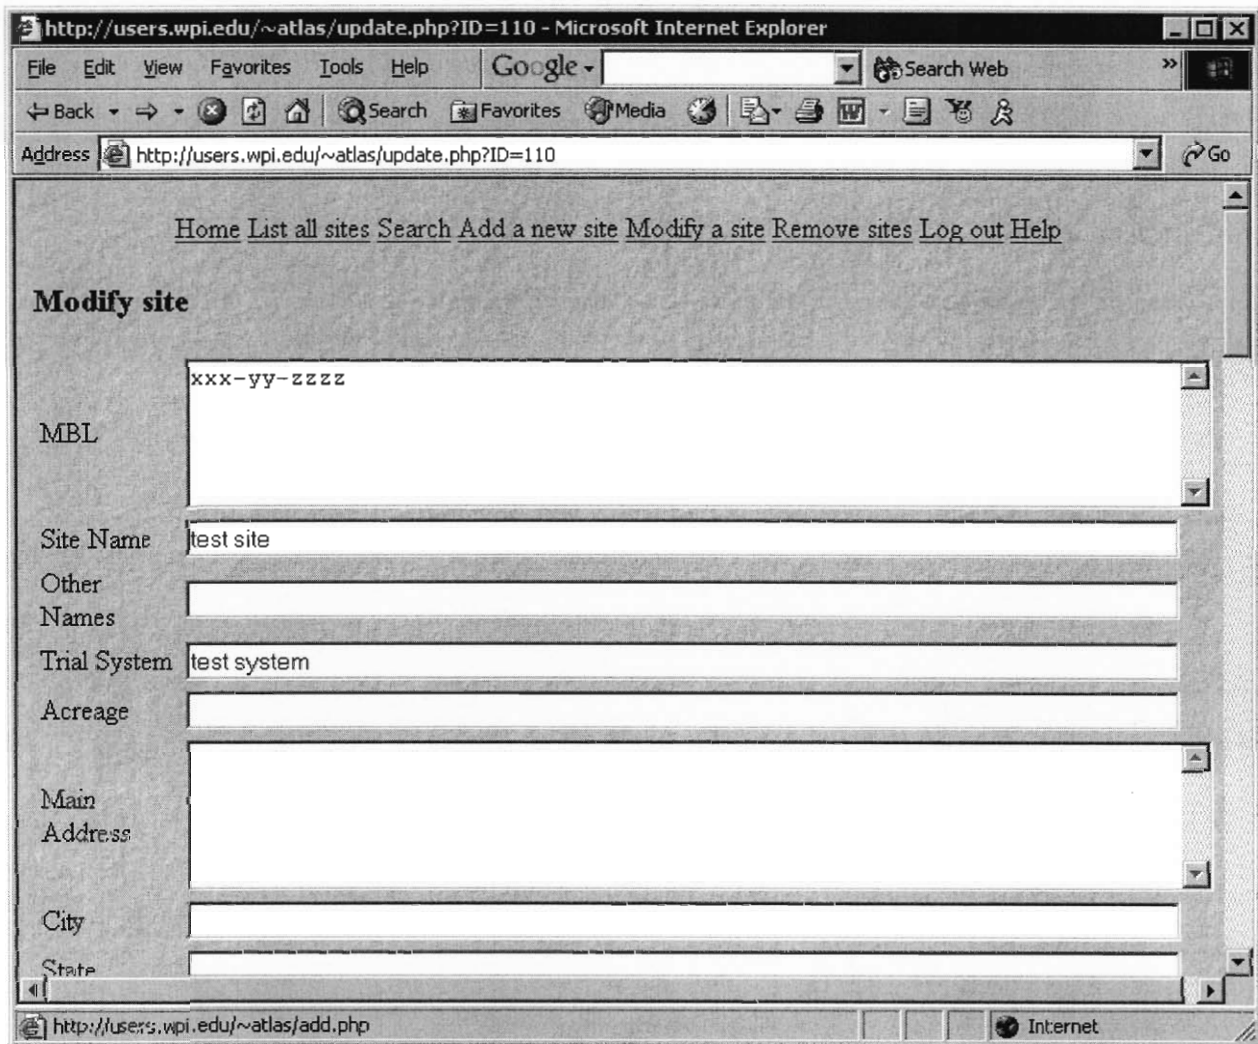 http://users.wpi.edu/~atlas/update.php?ID=110 - Microsoft Internet Explorer
File Edit View Favorites Tools Help Google Search Web »
Back Search Favorites Media
Address http://users.wpi.edu/~atlas/update.php?ID=110 Go
Home List all sites Search Add a new site Modify a site Remove sites Log out Help
Modify site
MBL xxx-yy-zzzz
Site Name test site
Other
Names
Trial System test system
Acreage
Main
Address
City
State
http://users.wpi.edu/~atlas/add.php Internet